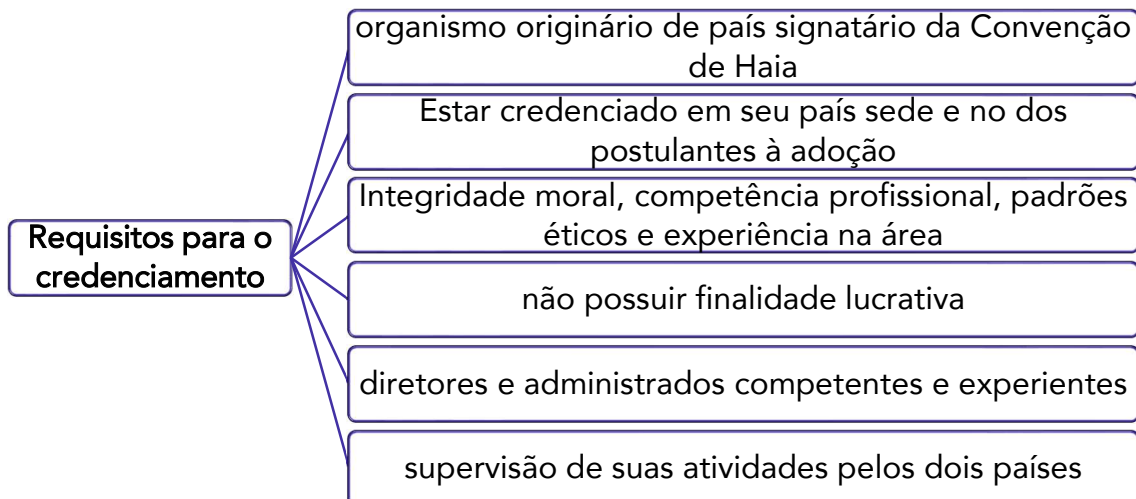 Requisitos para o
credenciamento
organismo originário de país signatário da Convenção
de Haia
Estar credenciado em seu país sede e no dos
postulantes à adoção
Integridade moral, competência profissional, padrões
éticos e experiência na área
não possuir finalidade lucrativa
diretores e administrados competentes e experientes
supervisão de suas atividades pelos dois países